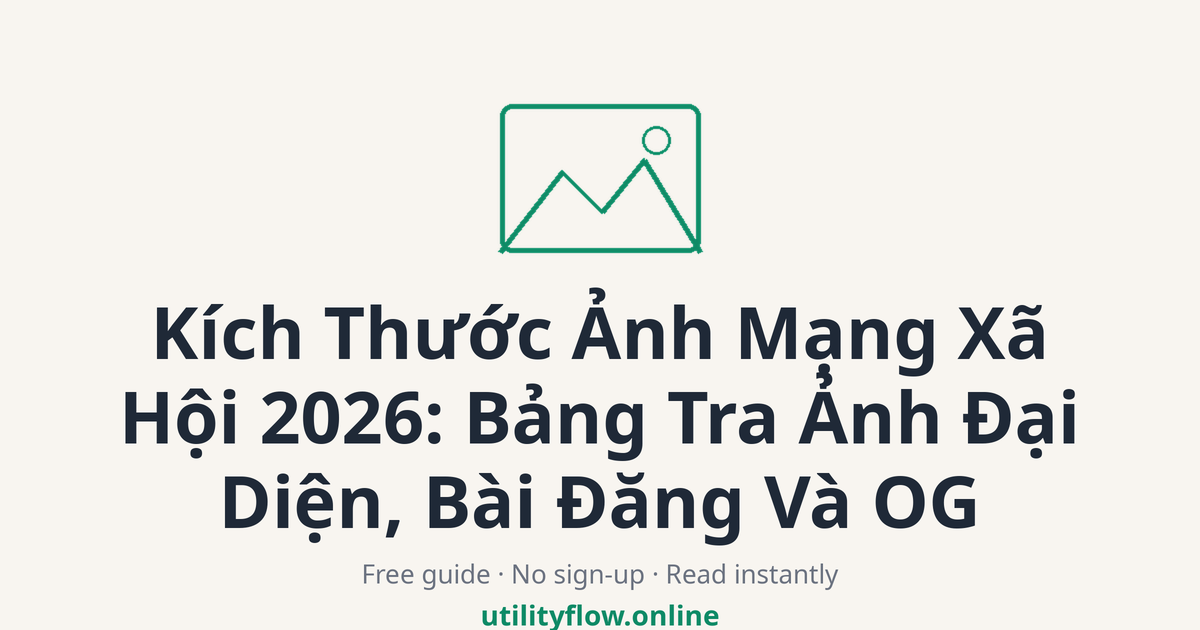 Kích Thước Ảnh Mạng Xã
Hội 2026: Bảng Tra Ảnh Đại
Diện, Bài Đăng Và OG
Free guide · No sign-up · Read instantly
utilityflow.online